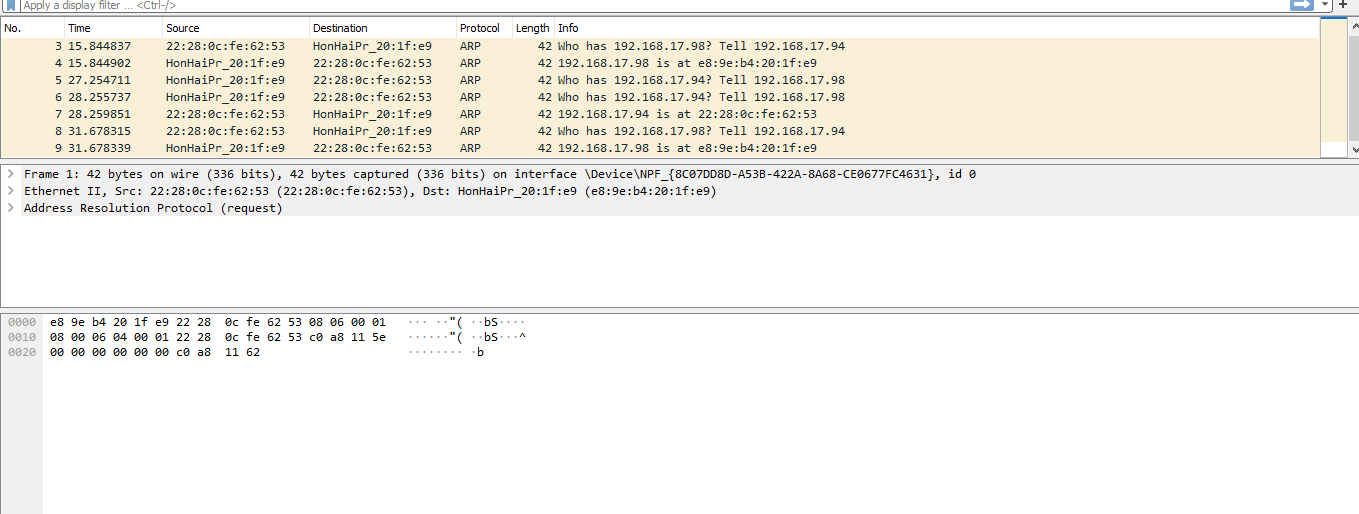 Apply a display filter ... <Ctrl-/>
No. Time Source Destination Protocol Length Info
3 15.844837 22:28:0c:fe:62:53 HonHaiPr_20:1f:e9 ARP 42 Who has 192.168.17.98? Tell 192.168.17.94
4 15.844902 HonHaiPr_20:1f:e9 22:28:0c:fe:62:53 ARP 42 192.168.17.98 is at e8:9e:b4:20:1f:e9
5 27.254711 HonHaiPr_20:1f:e9 22:28:0c:fe:62:53 ARP 42 Who has 192.168.17.94? Tell 192.168.17.98
6 28.255737 HonHaiPr_20:1f:e9 22:28:0c:fe:62:53 ARP 42 Who has 192.168.17.94? Tell 192.168.17.98
7 28.259851 22:28:0c:fe:62:53 HonHaiPr_20:1f:e9 ARP 42 192.168.17.94 is at 22:28:0c:fe:62:53
8 31.678315 22:28:0c:fe:62:53 HonHaiPr_20:1f:e9 ARP 42 Who has 192.168.17.98? Tell 192.168.17.94
9 31.678339 HonHaiPr_20:1f:e9 22:28:0c:fe:62:53 ARP 42 192.168.17.98 is at e8:9e:b4:20:1f:e9
Frame 1: 42 bytes on wire (336 bits), 42 bytes captured (336 bits) on interface \Device\NPF_{8C07DD8D-A53B-422A-8A68-CE0677FC4631}, id 0
Ethernet II, Src: 22:28:0c:fe:62:53 (22:28:0c:fe:62:53), Dst: HonHaiPr_20:1f:e9 (e8:9e:b4:20:1f:e9)
Address Resolution Protocol (request)
0000 e8 9e b4 20 1f e9 22 28 0c fe 62 53 08 06 00 01 ··· ··"( ··bS····
0010 08 00 06 04 00 01 22 28 0c fe 62 53 c0 a8 11 5e ······"( ··bS···^
0020 00 00 00 00 00 00 c0 a8 11 62 ········ ·b